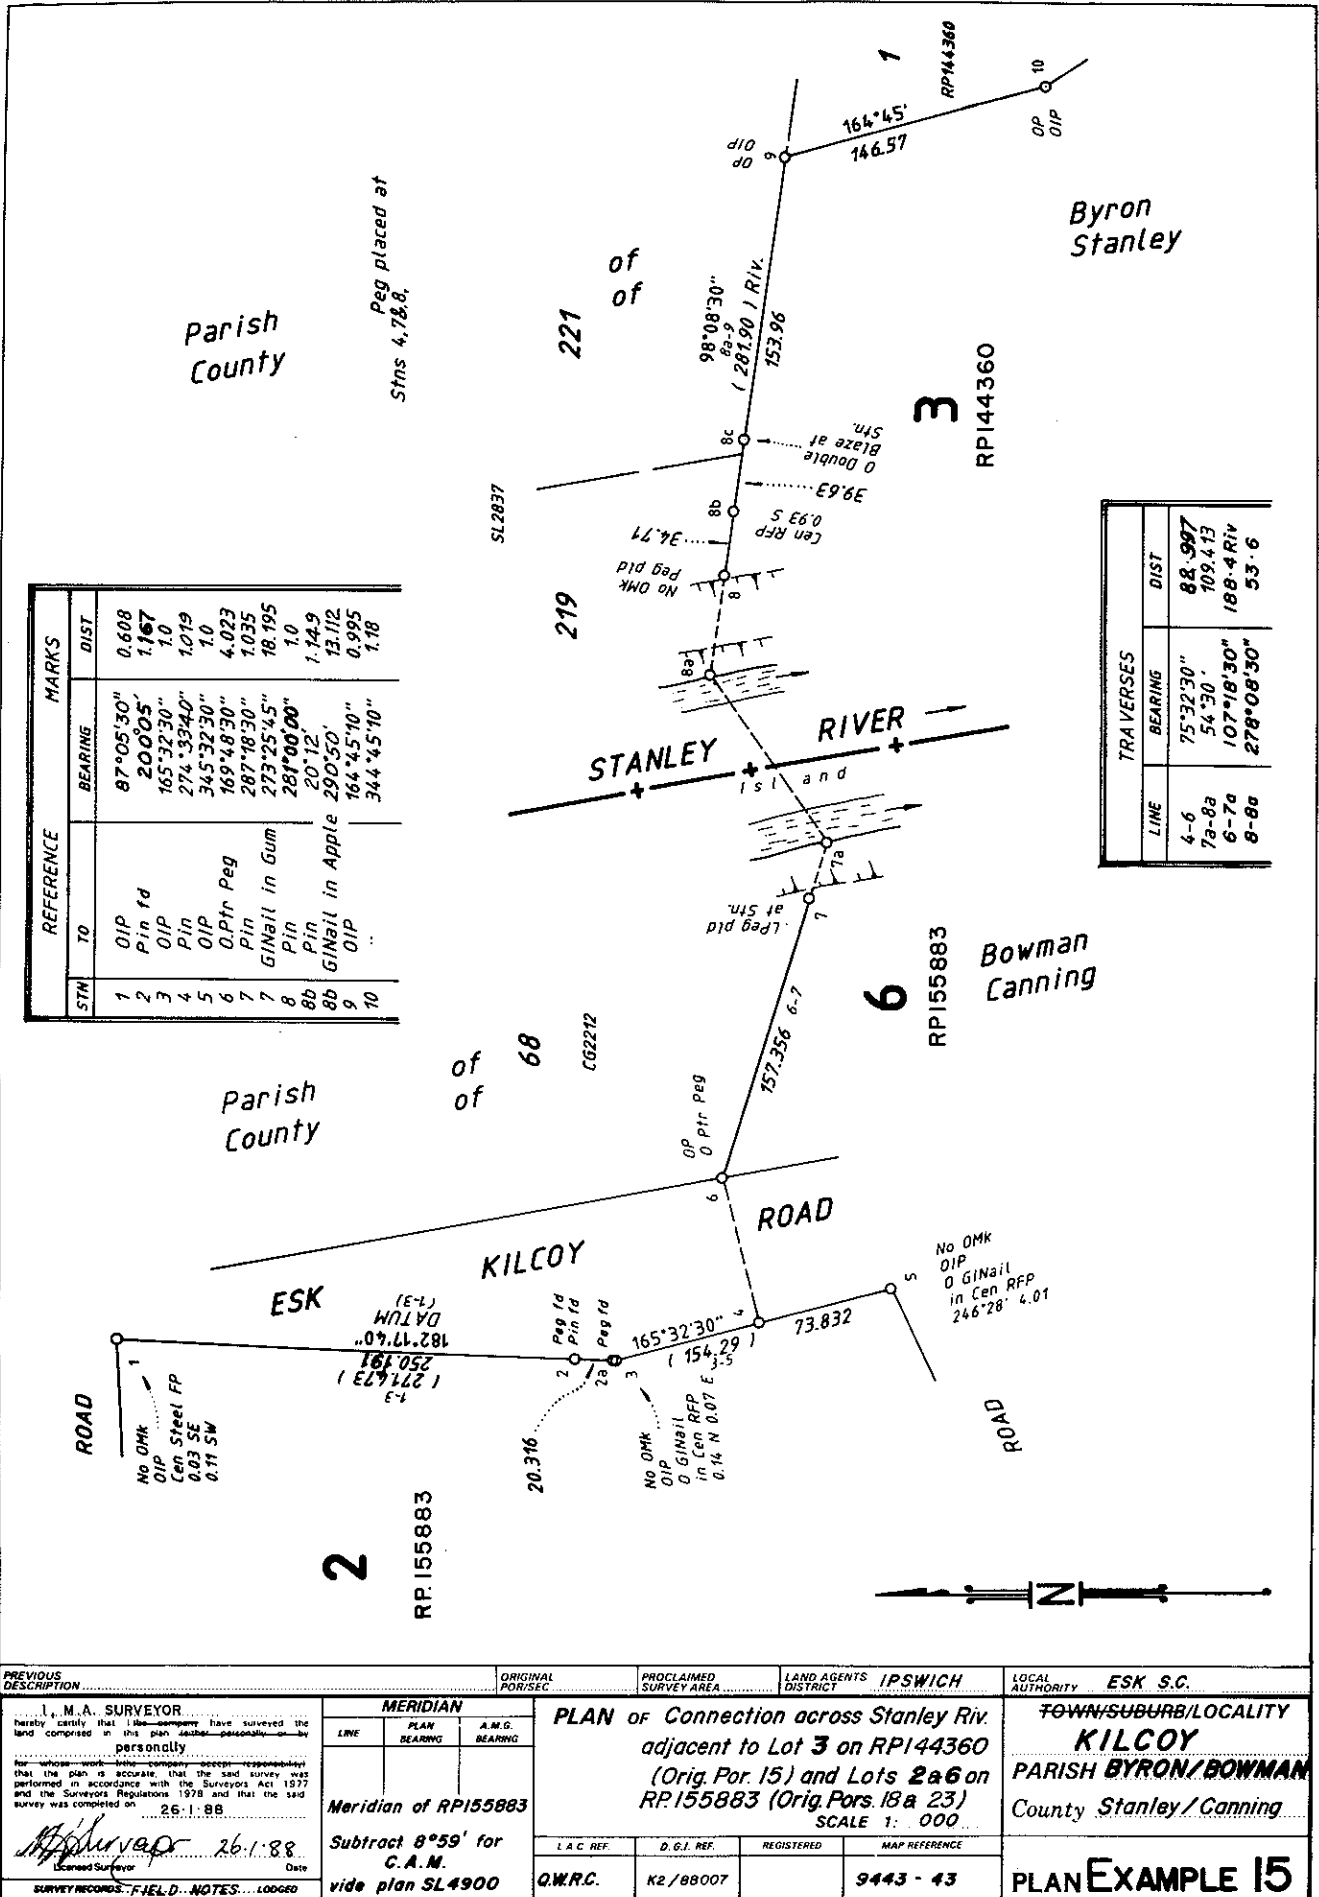 1
RP144360
10
OP
OIP
164°45'
146.57
OP OIP
9
Byron
Stanley
Peg placed at
Stns 4,7&8.
Parish of
County of
221
98°08'30"
8a-9
( 281.90 ) Riv.
153.96
3
RP144360
8c
O Double
Blaze at
Stn.
39.63
8b
Cen RFP
0.93 S
34.71
No OMk
Peg pld
8
SL2837
219
8a
STANLEY RIVER
Island
7a
7
Peg pld
at Stn.
REFERENCE MARKS
STN TO BEARING DIST
1 OIP 87°05'30" 0.608
2 Pin fd 200°05' 1.167
3 OIP 165°32'30" 1.0
4 Pin 274°33'40" 1.019
5 OIP 345°32'30" 1.0
6 O.Ptr Peg 169°48'30" 4.023
7 Pin 287°18'30" 1.035
7 GINail in Gum 273°25'45" 18.195
8 Pin 281°00'00" 1.0
8b Pin 20°12' 1.149
8b GINail in Apple 290°50' 13.112
9 OIP 164°45'10" 0.995
10 " 344°45'10" 1.18
TRAVERSES
LINE BEARING DIST
4-6 75°32'30" 88.997
7a-8a 54°30' 109.413
6-7a 107°18'30" 188.4 Riv
8-8a 278°08'30" 53.6
Bowman
Canning
6
RP155883
157.356 6-7
68
CG2212
Parish of
County of
OP
O Ptr Peg
6
ESK KILCOY ROAD
182°17'40"
DATUM
(1-3)
250.191
( 271.473 )
1-3
1
No OMk
OIP
Cen Steel FP
0.03 SE
0.11 SW
ROAD
2
Peg fd
Pin fd
2a
Peg fd
20.316
3
No OMk
OIP
O GINail
in Cen RFP
0.14 N 0.07 E
165°32'30"
( 154.29 )
3-5
4
73.832
5
No OMk
OIP
O GINail
in Cen RFP
246°28' 4.01
ROAD
2
RP.155883
N
PREVIOUS
DESCRIPTION
ORIGINAL
POR/SEC
PROCLAIMED
SURVEY AREA
LAND AGENTS
DISTRICT IPSWICH
LOCAL
AUTHORITY ESK S.C.
I, M.A. SURVEYOR
hereby certify that I /the company have surveyed the
land comprised in this plan /either personally or by
personally
for whose work /the company accept responsibility/
that the plan is accurate, that the said survey was
performed in accordance with the Surveyors Act 1977
and the Surveyors Regulations 1978 and that the said
survey was completed on 26·1·88
MA Surveyor 26·1·88
Licensed Surveyor Date
SURVEY RECORDS FIELD NOTES LODGED
MERIDIAN
LINE PLAN BEARING A.M.G. BEARING
Meridian of RP155883
Subtract 8°59' for
C.A.M.
vide plan SL4900
PLAN OF Connection across Stanley Riv.
adjacent to Lot 3 on RP144360
(Orig. Por. 15) and Lots 2&6 on
RP.155883 (Orig. Pors. 18 & 23)
SCALE 1: 000
L A C REF. D.G.I. REF. REGISTERED MAP REFERENCE
Q.W.R.C. K2/88007 9443 - 43
TOWN/SUBURB/LOCALITY
KILCOY
PARISH BYRON/BOWMAN
County Stanley/Canning
PLAN EXAMPLE 15